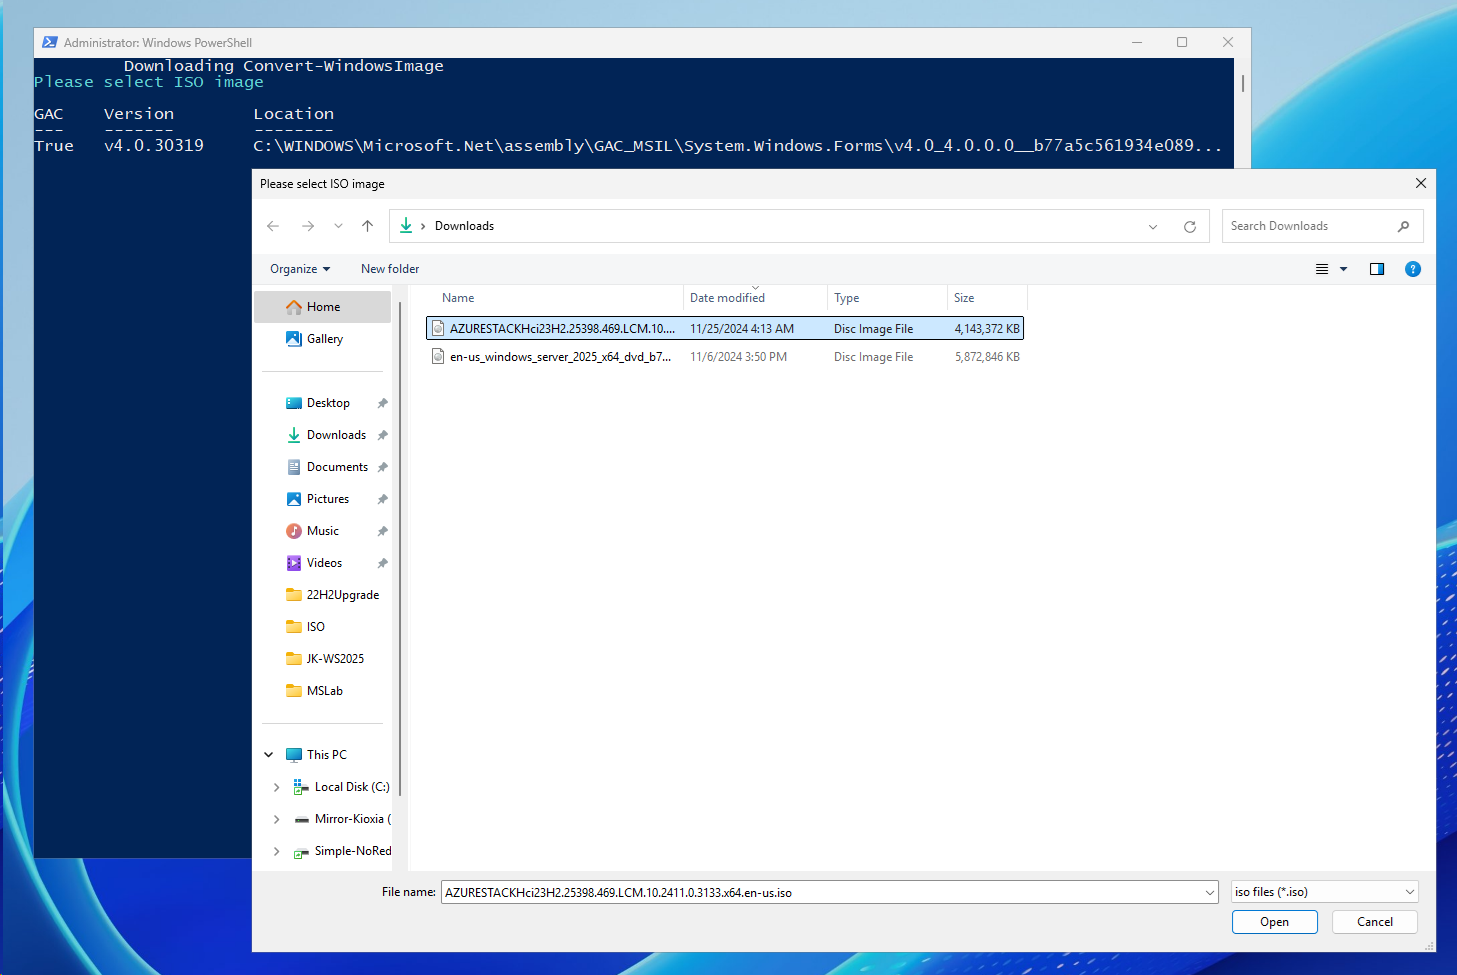 Administrator: Windows PowerShell
Downloading Convert-WindowsImage
Please select ISO image
GAC Version Location
--- ------- --------
True v4.0.30319 C:\WINDOWS\Microsoft.Net\assembly\GAC_MSIL\System.Windows.Forms\v4.0_4.0.0.0__b77a5c561934e089...
Please select ISO image
Downloads
Search Downloads
Organize New folder
Name Date modified Type Size
AZURESTACKHci23H2.25398.469.LCM.10.... 11/25/2024 4:13 AM Disc Image File 4,143,372 KB
en-us_windows_server_2025_x64_dvd_b7... 11/6/2024 3:50 PM Disc Image File 5,872,846 KB
Home
Gallery
Desktop
Downloads
Documents
Pictures
Music
Videos
22H2Upgrade
ISO
JK-WS2025
MSLab
This PC
Local Disk (C:)
Mirror-Kioxia (
Simple-NoRed
File name: AZURESTACKHci23H2.25398.469.LCM.10.2411.0.3133.x64.en-us.iso
iso files (*.iso)
Open Cancel